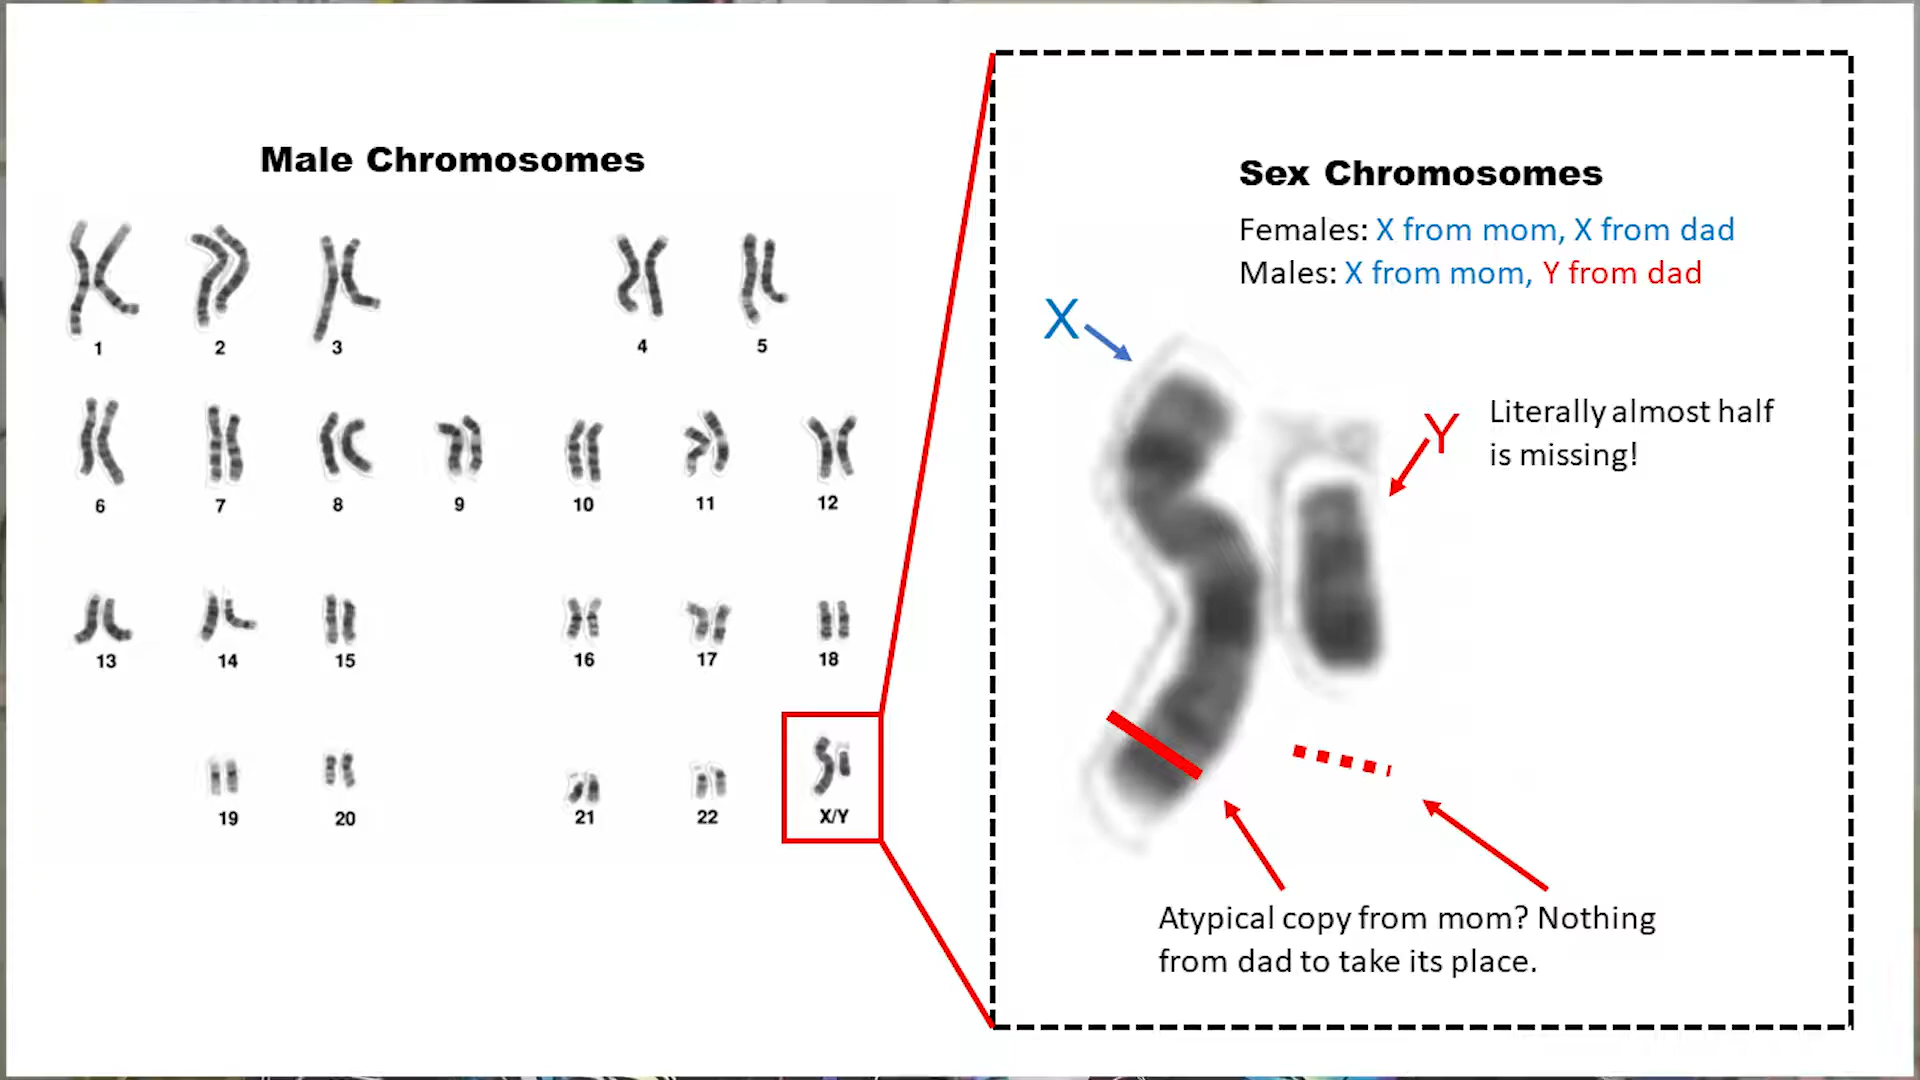 Male Chromosomes
1 2 3 4 5
6 7 8 9 10 11 12
13 14 15 16 17 18
19 20 21 22 X/Y
Sex Chromosomes
Females: X from mom, X from dad
Males: X from mom, Y from dad
X
Y
Literally almost half
is missing!
Atypical copy from mom? Nothing
from dad to take its place.